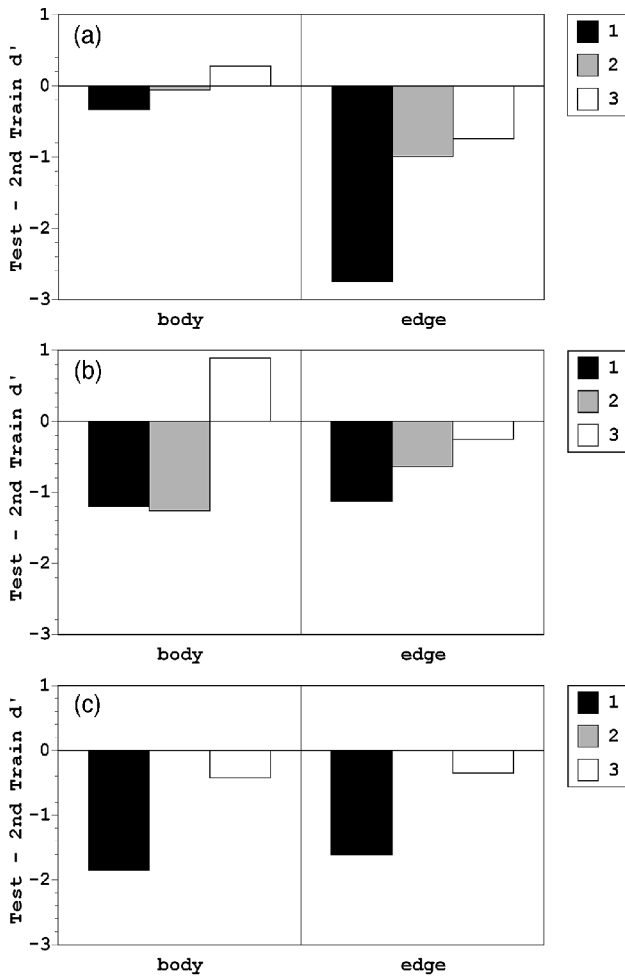 (a)
Test - 2nd Train d'
1
0
-1
-2
-3
body
edge
1
2
3
(b)
Test - 2nd Train d'
1
0
-1
-2
-3
body
edge
1
2
3
(c)
Test - 2nd Train d'
1
0
-1
-2
-3
body
edge
1
2
3